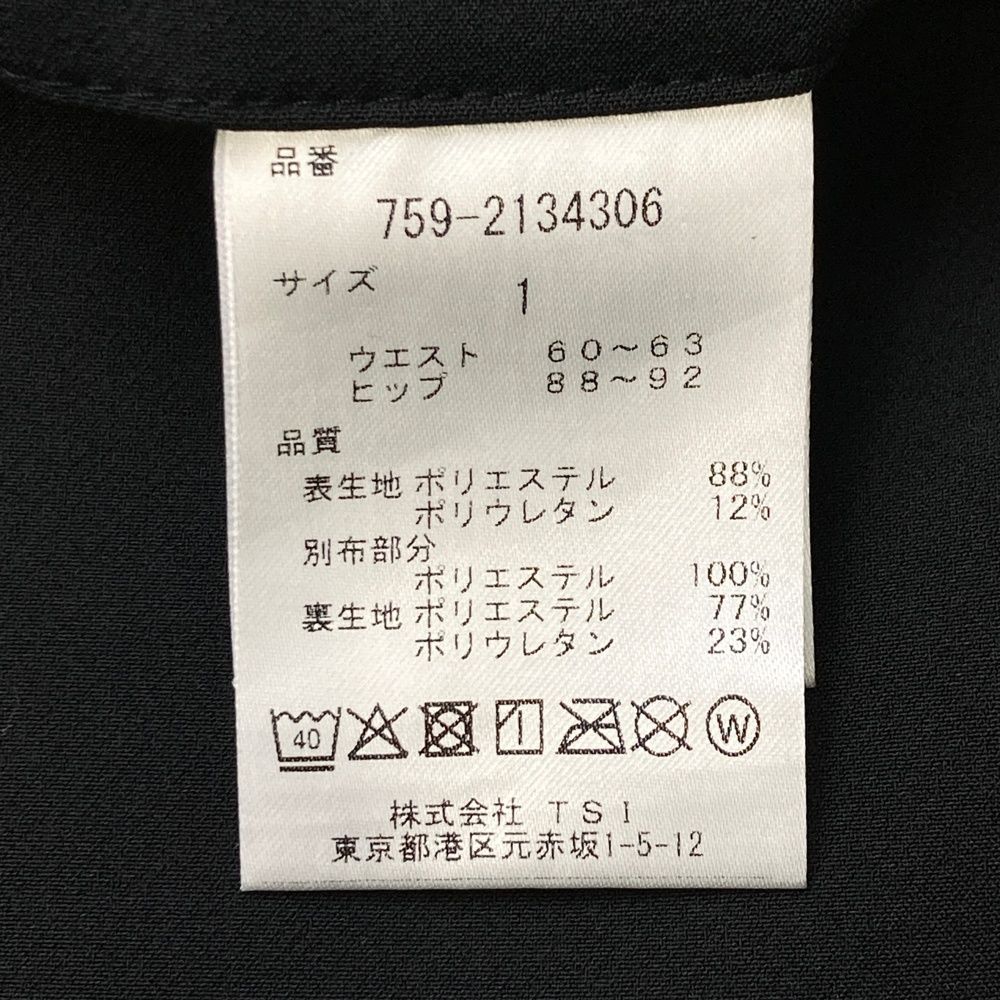 品番
759-2134306
サイズ 1
ウエスト 60～63
ヒップ 88～92
品質
表生地 ポリエステル 88%
ポリウレタン 12%
別布部分
ポリエステル 100%
裏生地 ポリエステル 77%
ポリウレタン 23%
40 W
株式会社 TSI
東京都港区元赤坂1-5-12